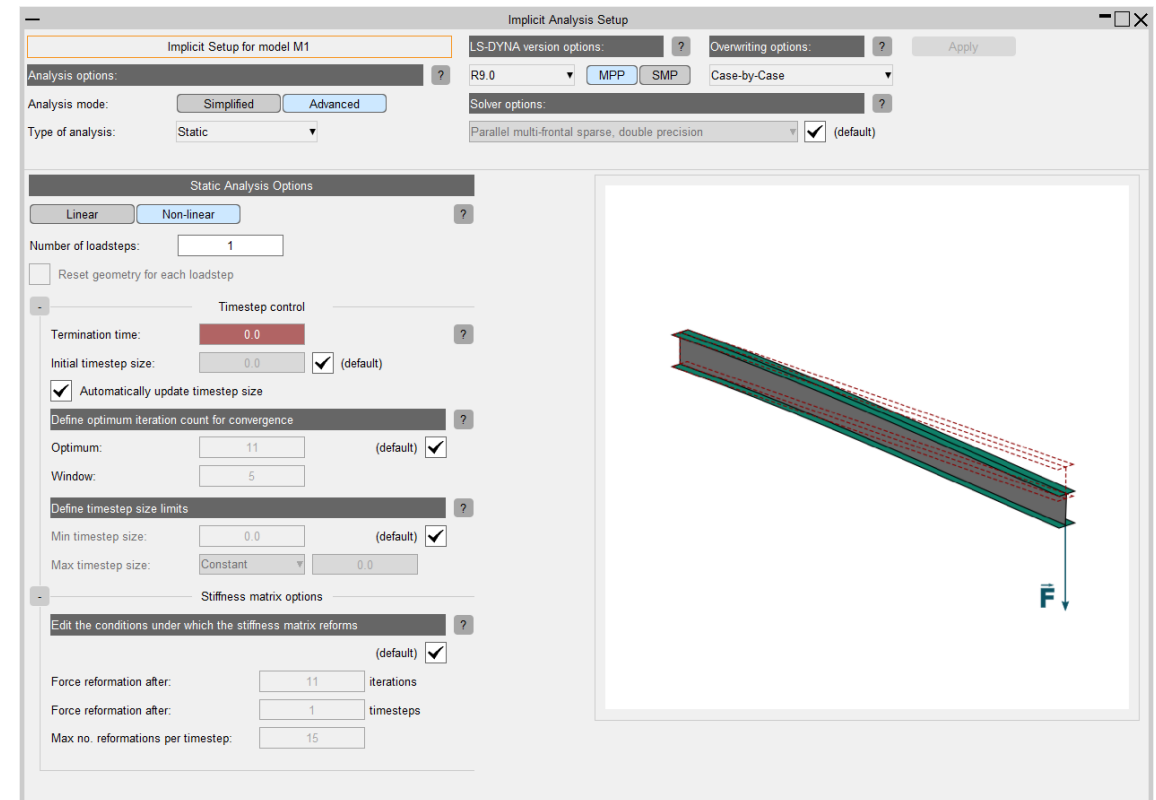 Implicit Analysis Setup
Implicit Setup for model M1
LS-DYNA version options: ? Overwriting options: ? Apply
Analysis options: ? R9.0 MPP SMP Case-by-Case
Analysis mode: Simplified Advanced Solver options: ?
Type of analysis: Static Parallel multi-frontal sparse, double precision (default)
Static Analysis Options
Linear Non-linear ?
Number of loadsteps: 1
Reset geometry for each loadstep
- Timestep control
Termination time: 0.0 ?
Initial timestep size: 0.0 (default)
Automatically update timestep size
Define optimum iteration count for convergence ?
Optimum: 11 (default)
Window: 5
Define timestep size limits ?
Min timestep size: 0.0 (default)
Max timestep size: Constant 0.0
- Stiffness matrix options
Edit the conditions under which the stiffness matrix reforms ?
(default)
Force reformation after: 11 iterations
Force reformation after: 1 timesteps
Max no. reformations per timestep: 15
F